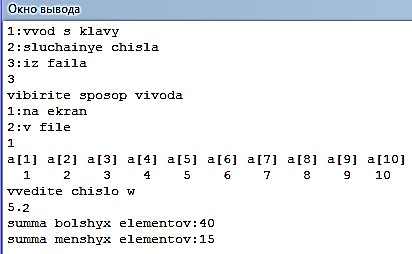 Окно вывода
1:vvod s klavy
2:sluchainye chisla
3:iz faila
3
vibirite sposop vivoda
1:na ekran
2:v file
1
a[1] a[2] a[3] a[4] a[5] a[6] a[7] a[8] a[9] a[10]
1 2 3 4 5 6 7 8 9 10
vvedite chislo w
5.2
summa bolshyx elementov:40
summa menshyx elementov:15